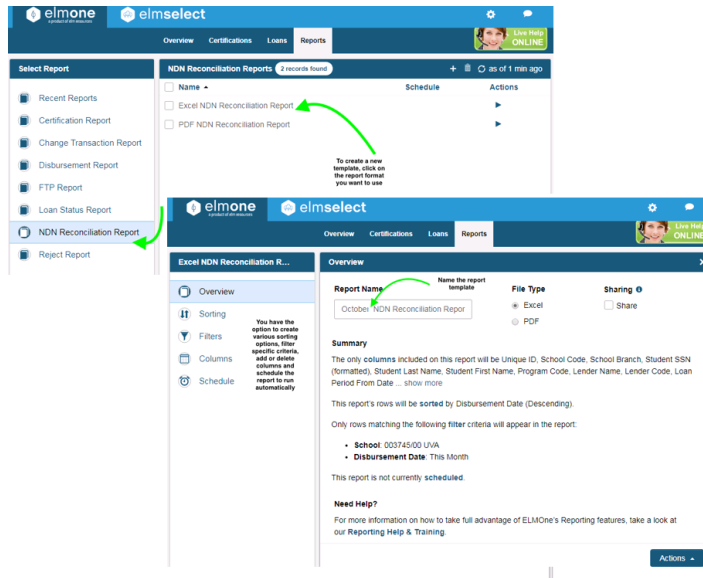 elmone
a product of elm resources
elmselect
Overview Certifications Loans Reports
Live Help
ONLINE
Select Report
Recent Reports
Certification Report
Change Transaction Report
Disbursement Report
FTP Report
Loan Status Report
NDN Reconciliation Report
Reject Report
NDN Reconciliation Reports 2 records found
as of 1 min ago
Name Schedule Actions
Excel NDN Reconciliation Report
PDF NDN Reconciliation Report
To create a new
template, click on
the report format
you want to use
elmone
a product of elm resources
elmselect
Overview Certifications Loans Reports
Live Help
ONLINE
Excel NDN Reconciliation R...
Overview
Sorting
Filters
Columns
Schedule
You have the
option to create
various sorting
options, filter
specific criteria,
add or delete
columns and
schedule the
report to run
automatically
Overview
Report Name
Name the report
template
File Type
Sharing
October NDN Reconciliation Repor
Excel
PDF
Share
Summary
The only columns included on this report will be Unique ID, School Code, School Branch, Student SSN
(formatted), Student Last Name, Student First Name, Program Code, Lender Name, Lender Code, Loan
Period From Date ... show more
This report's rows will be sorted by Disbursement Date (Descending).
Only rows matching the following filter criteria will appear in the report:
• School: 003745/00 UVA
• Disbursement Date: This Month
This report is not currently scheduled.
Need Help?
For more information on how to take full advantage of ELMOne's Reporting features, take a look at
our Reporting Help & Training.
Actions